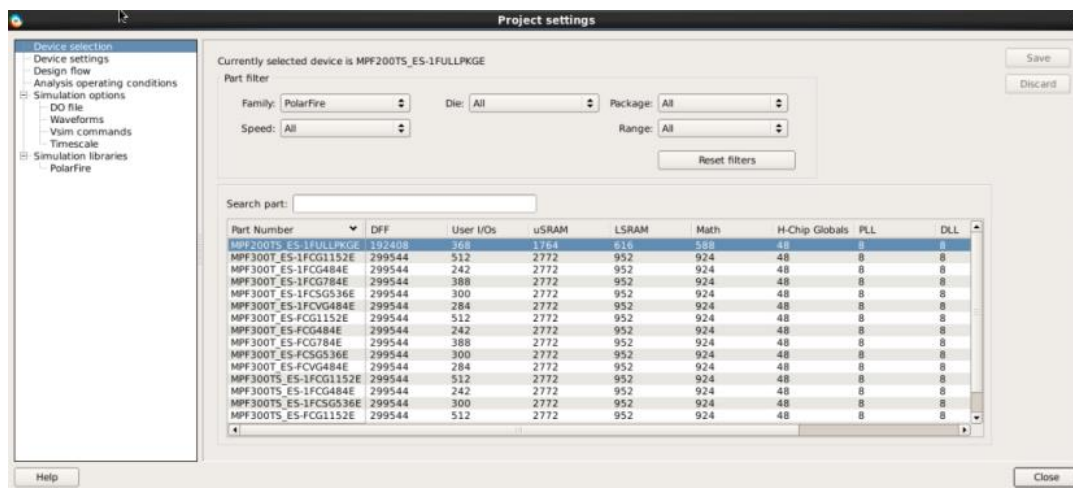 Project settings
Device selection
Device settings
Design flow
Analysis operating conditions
Simulation options
DO file
Waveforms
Vsim commands
Timescale
Simulation libraries
PolarFire
Currently selected device is MPF200TS_ES-1FULLPKGE
Part filter
Family: PolarFire Die: All Package: All
Speed: All Range: All
Reset filters
Save
Discard
Search part:
Part Number DFF User I/Os uSRAM LSRAM Math H-Chip Globals PLL DLL
MPF200TS_ES-1FULLPKGE 192408 368 1764 616 588 48 8 8
MPF300T_ES-1FCG1152E 299544 512 2772 952 924 48 8 8
MPF300T_ES-1FCG484E 299544 242 2772 952 924 48 8 8
MPF300T_ES-1FCG784E 299544 388 2772 952 924 48 8 8
MPF300T_ES-1FCSG536E 299544 300 2772 952 924 48 8 8
MPF300T_ES-1FCVG484E 299544 284 2772 952 924 48 8 8
MPF300T_ES-FCG1152E 299544 512 2772 952 924 48 8 8
MPF300T_ES-FCG484E 299544 242 2772 952 924 48 8 8
MPF300T_ES-FCG784E 299544 388 2772 952 924 48 8 8
MPF300T_ES-FCSG536E 299544 300 2772 952 924 48 8 8
MPF300T_ES-FCVG484E 299544 284 2772 952 924 48 8 8
MPF300TS_ES-1FCG1152E 299544 512 2772 952 924 48 8 8
MPF300TS_ES-1FCG484E 299544 242 2772 952 924 48 8 8
MPF300TS_ES-1FCSG536E 299544 300 2772 952 924 48 8 8
MPF300TS_ES-FCG1152E 299544 512 2772 952 924 48 8 8
Help
Close